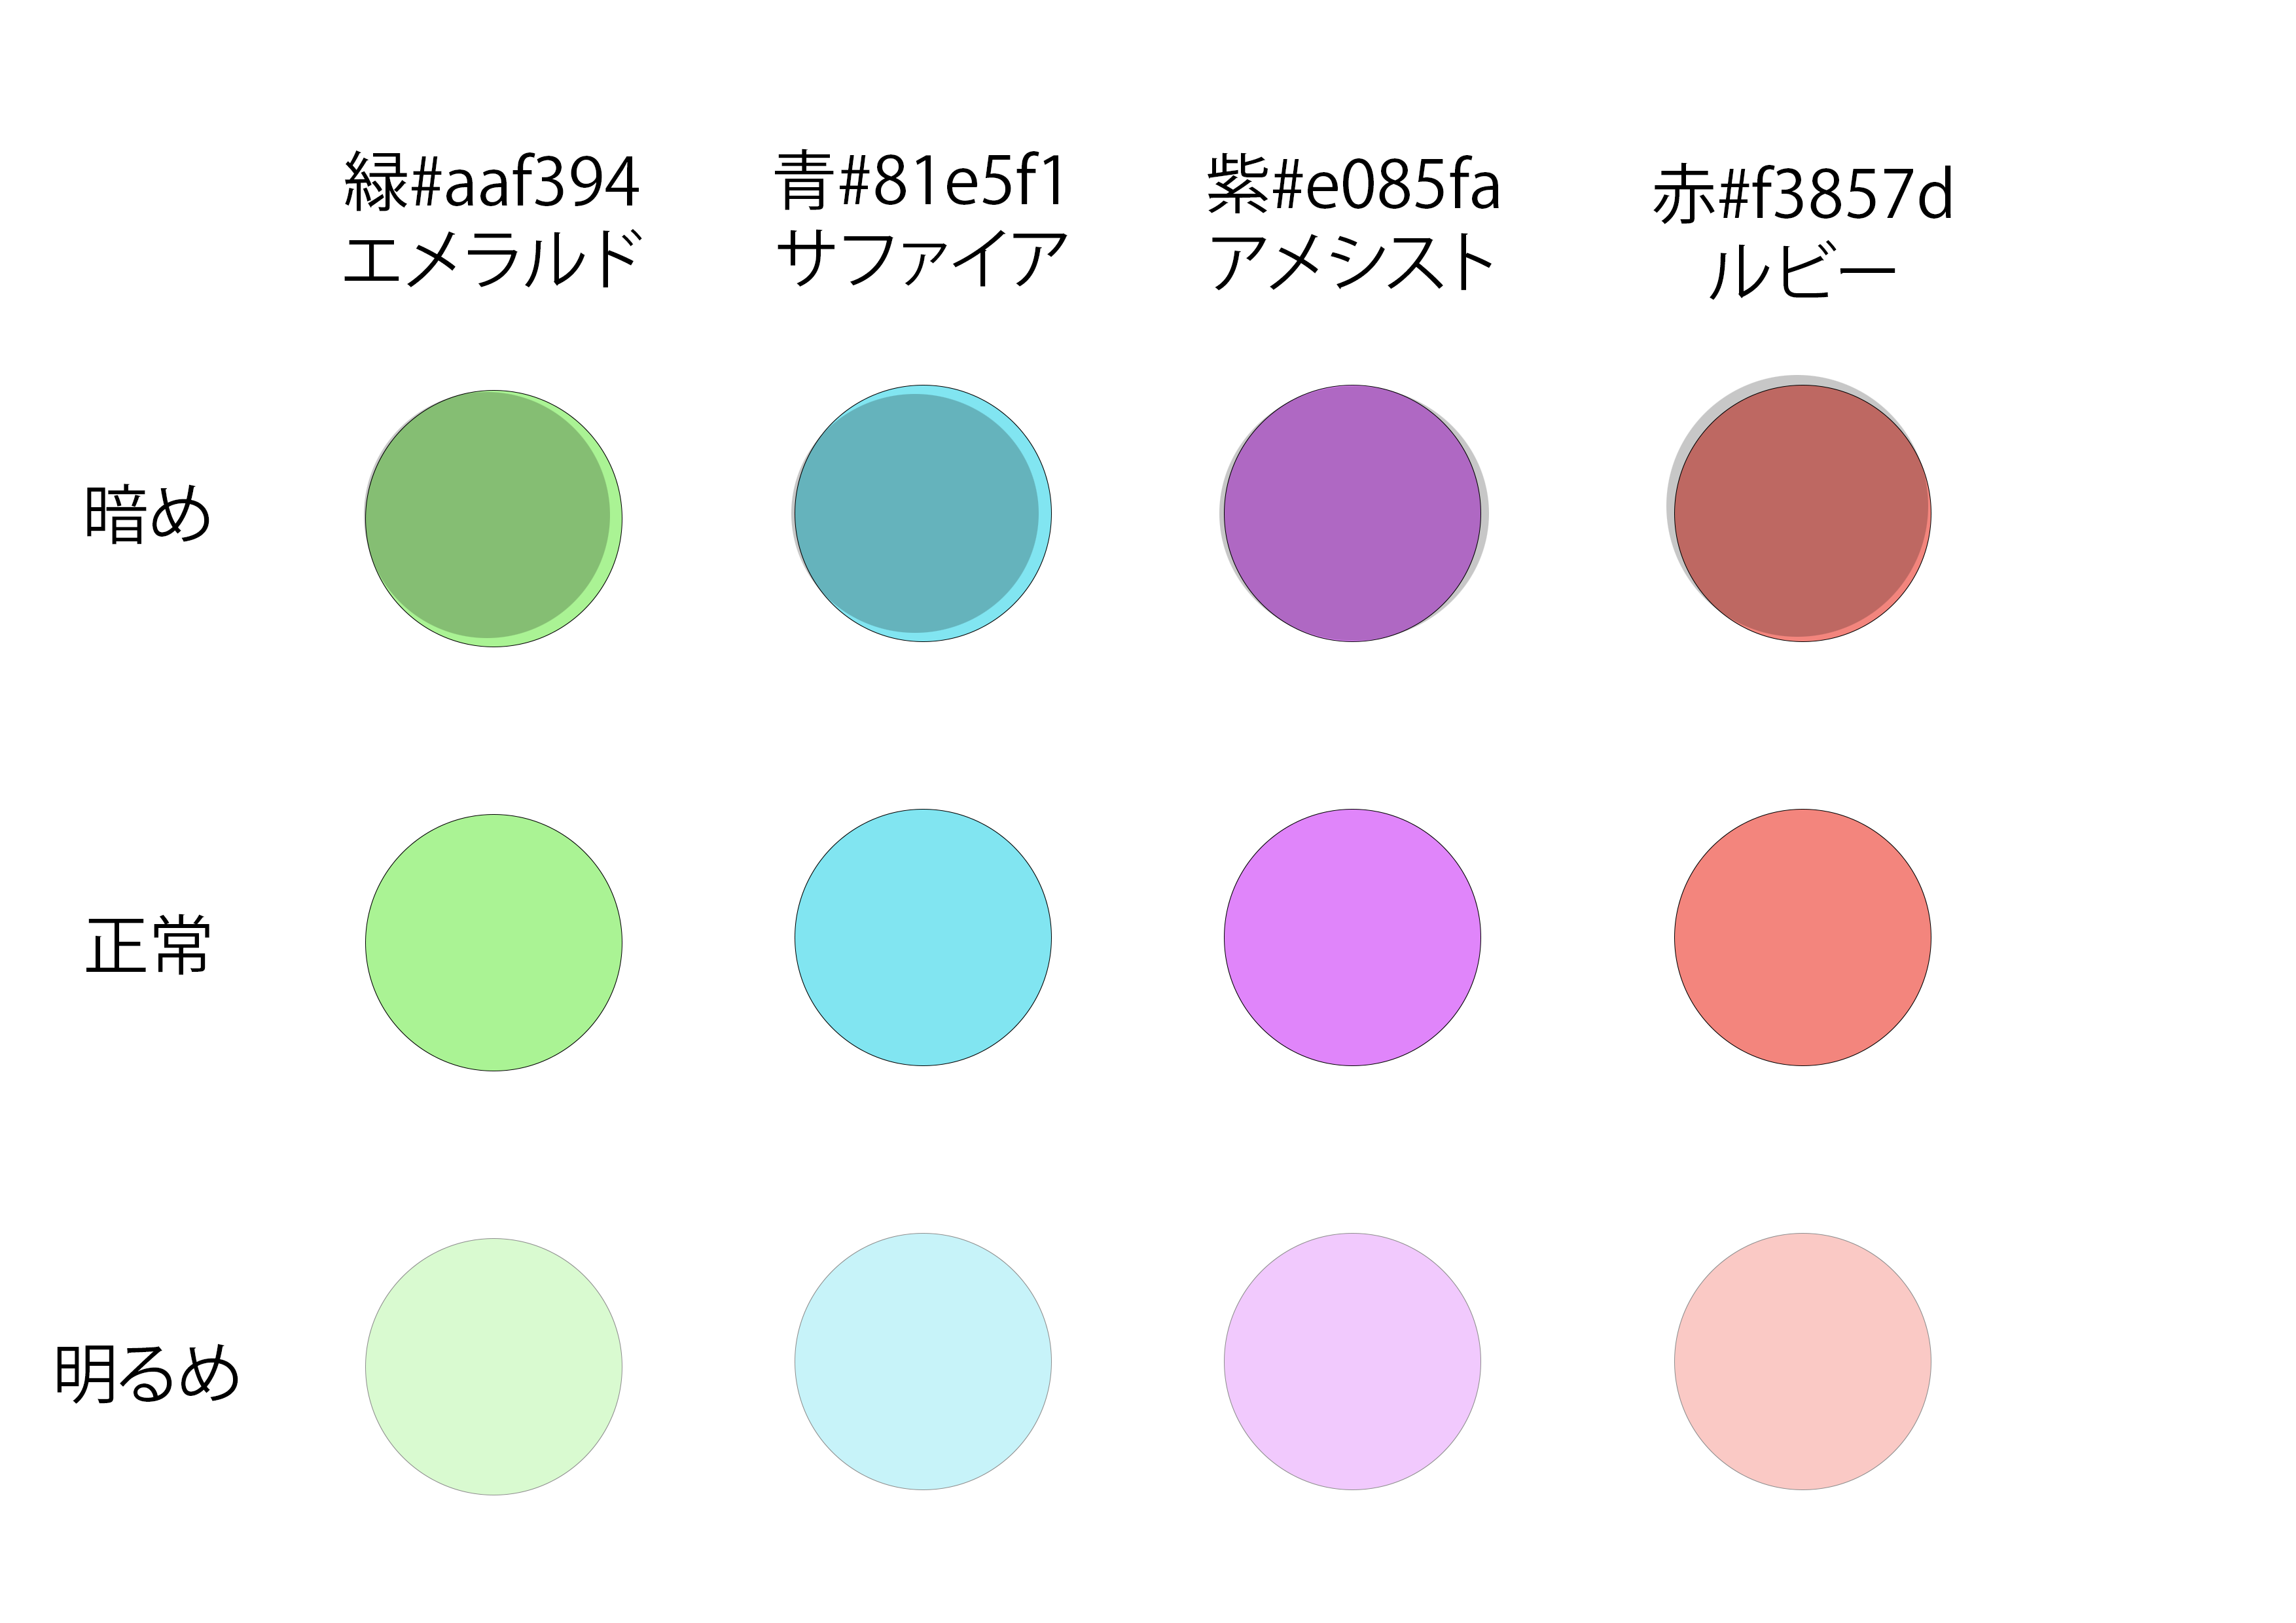 緑#aaf394
エメラルド
青#81e5f1
サファイア
紫#e085fa
アメシスト
赤#f3857d
ルビー
暗め
正常
明るめ